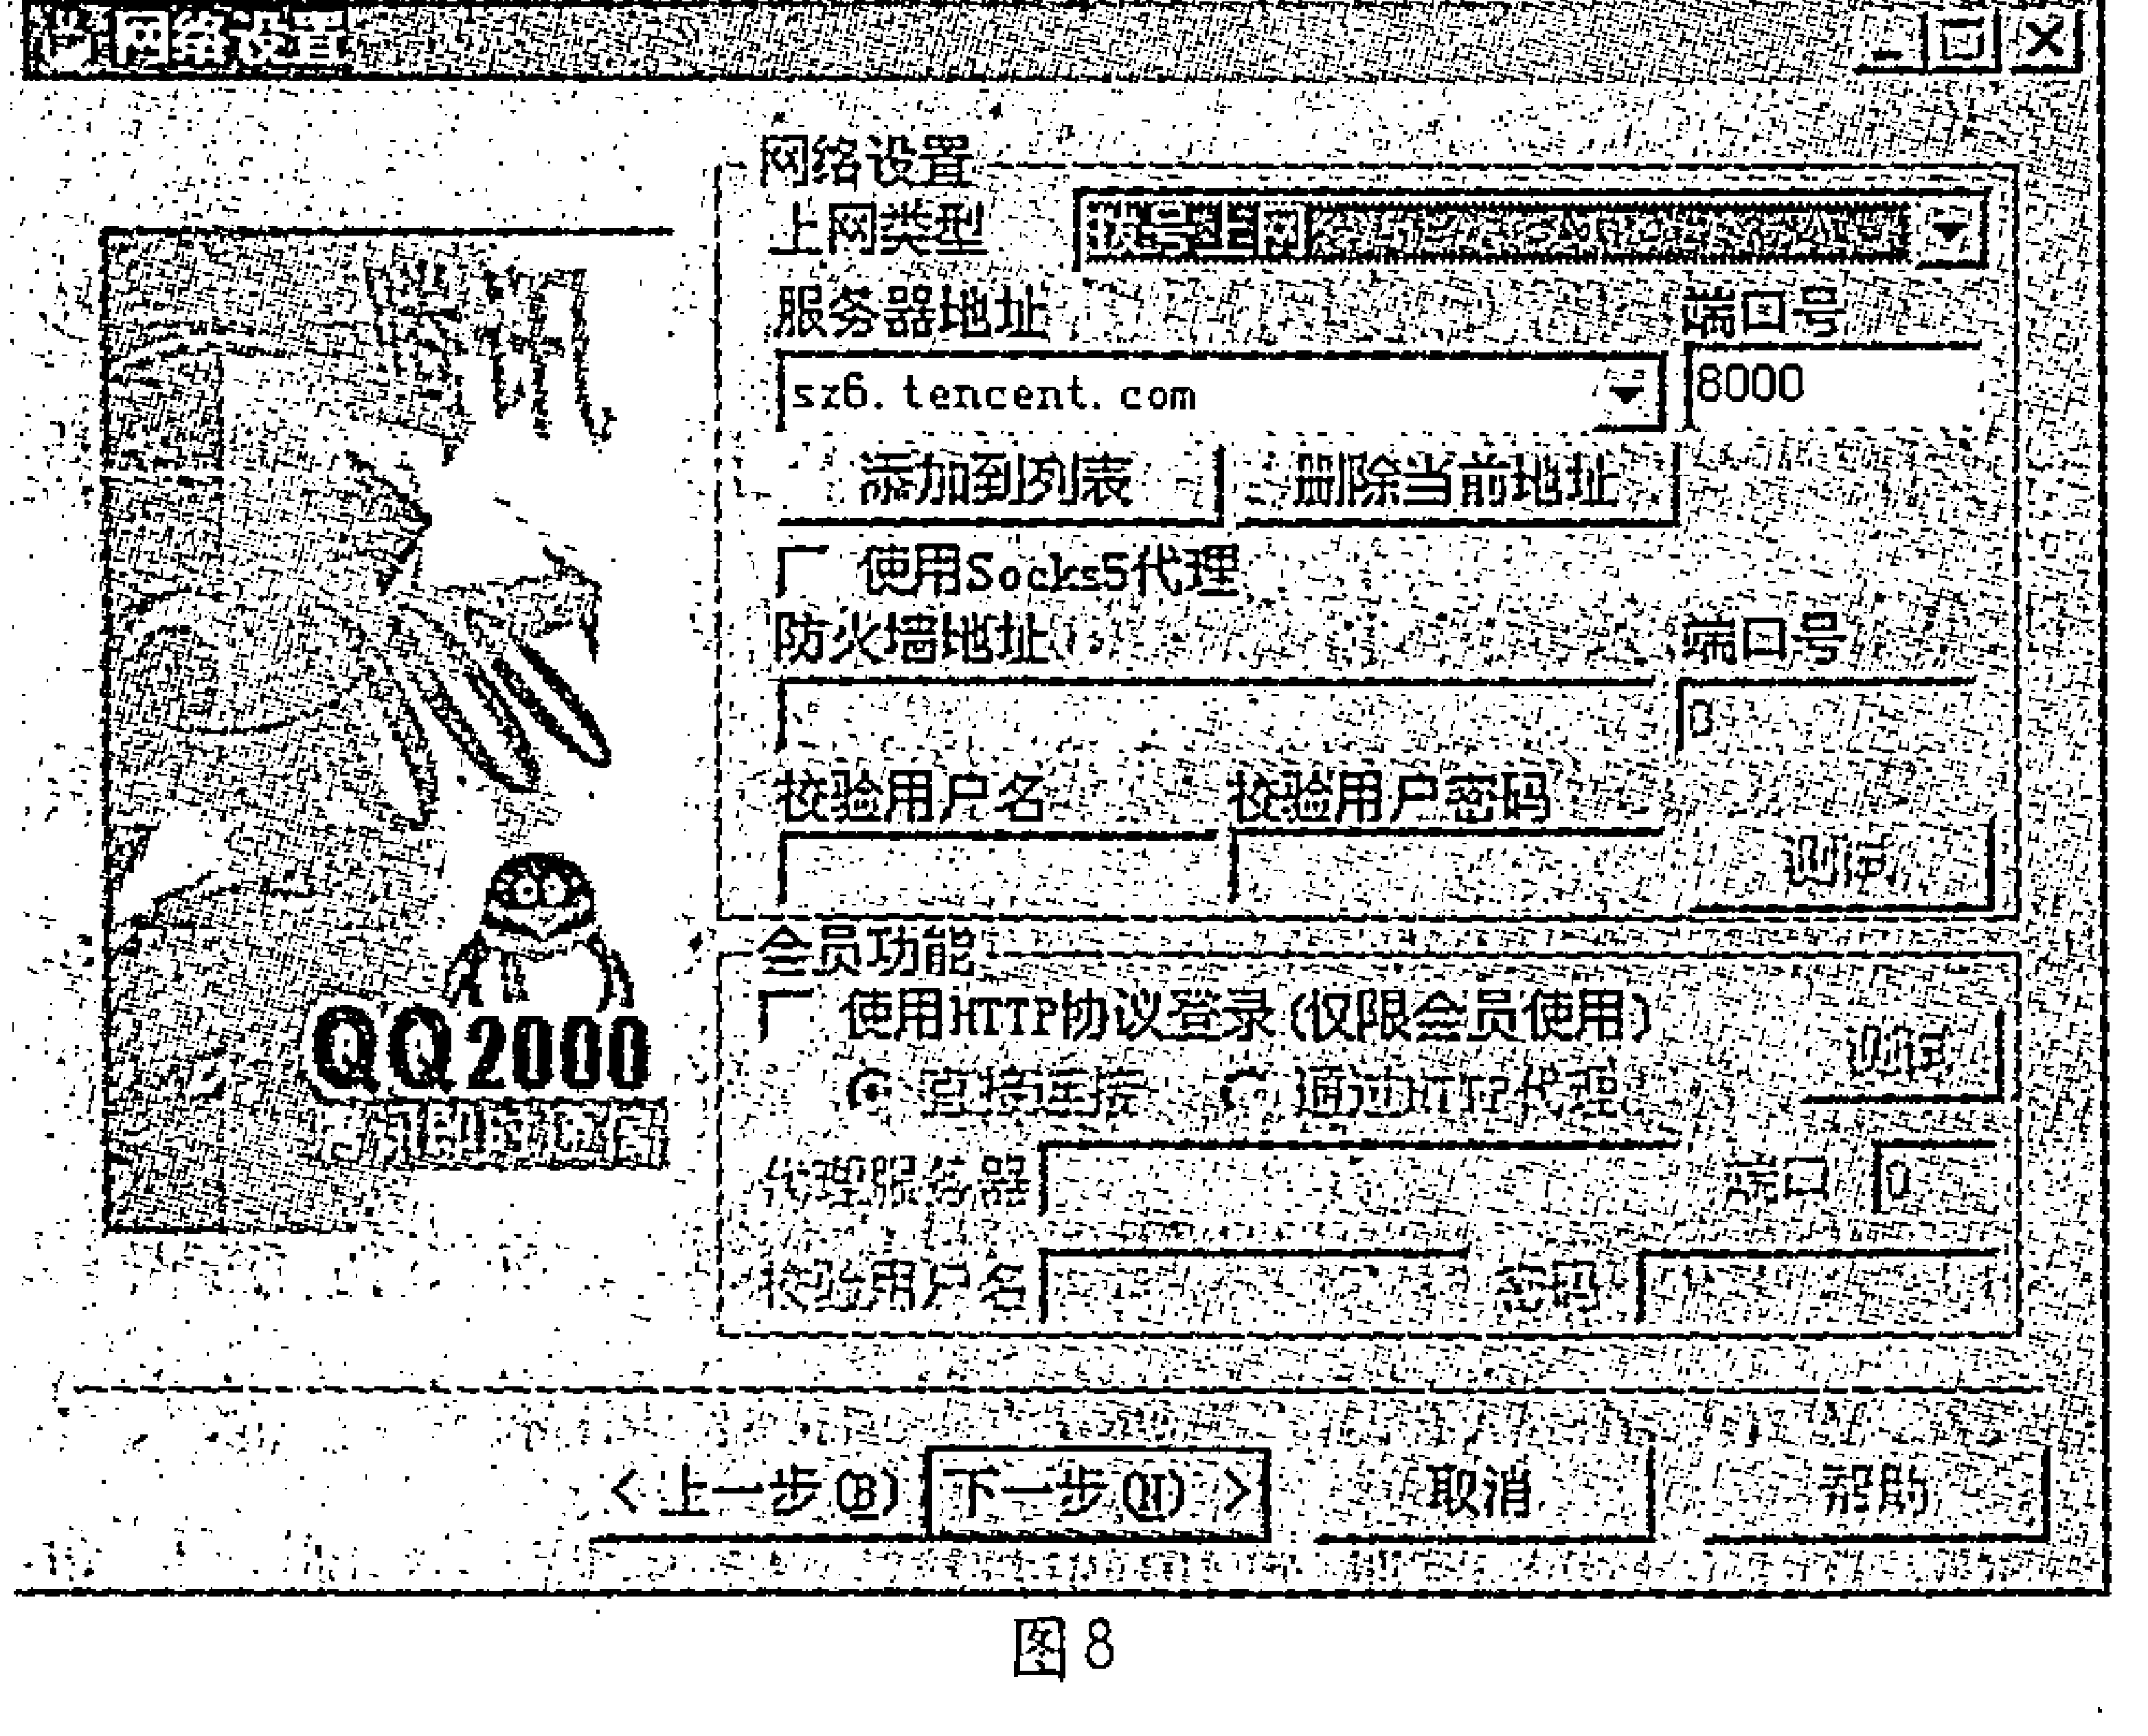 网络设置
网络设置
上网类型 拨号上网
服务器地址 端口号
sz6.tencent.com 8000
添加到列表 删除当前地址
使用Socks5代理
防火墙地址 端口号
0
校验用户名 校验用户密码
测试
会员功能
使用HTTP协议登录(仅限会员使用)
测试
直接连接 通过HTTP代理
代理服务器 端口 0
校验用户名 密码
腾讯
QQ2000
<上一步(B) 下一步(N)> 取消 帮助
图8